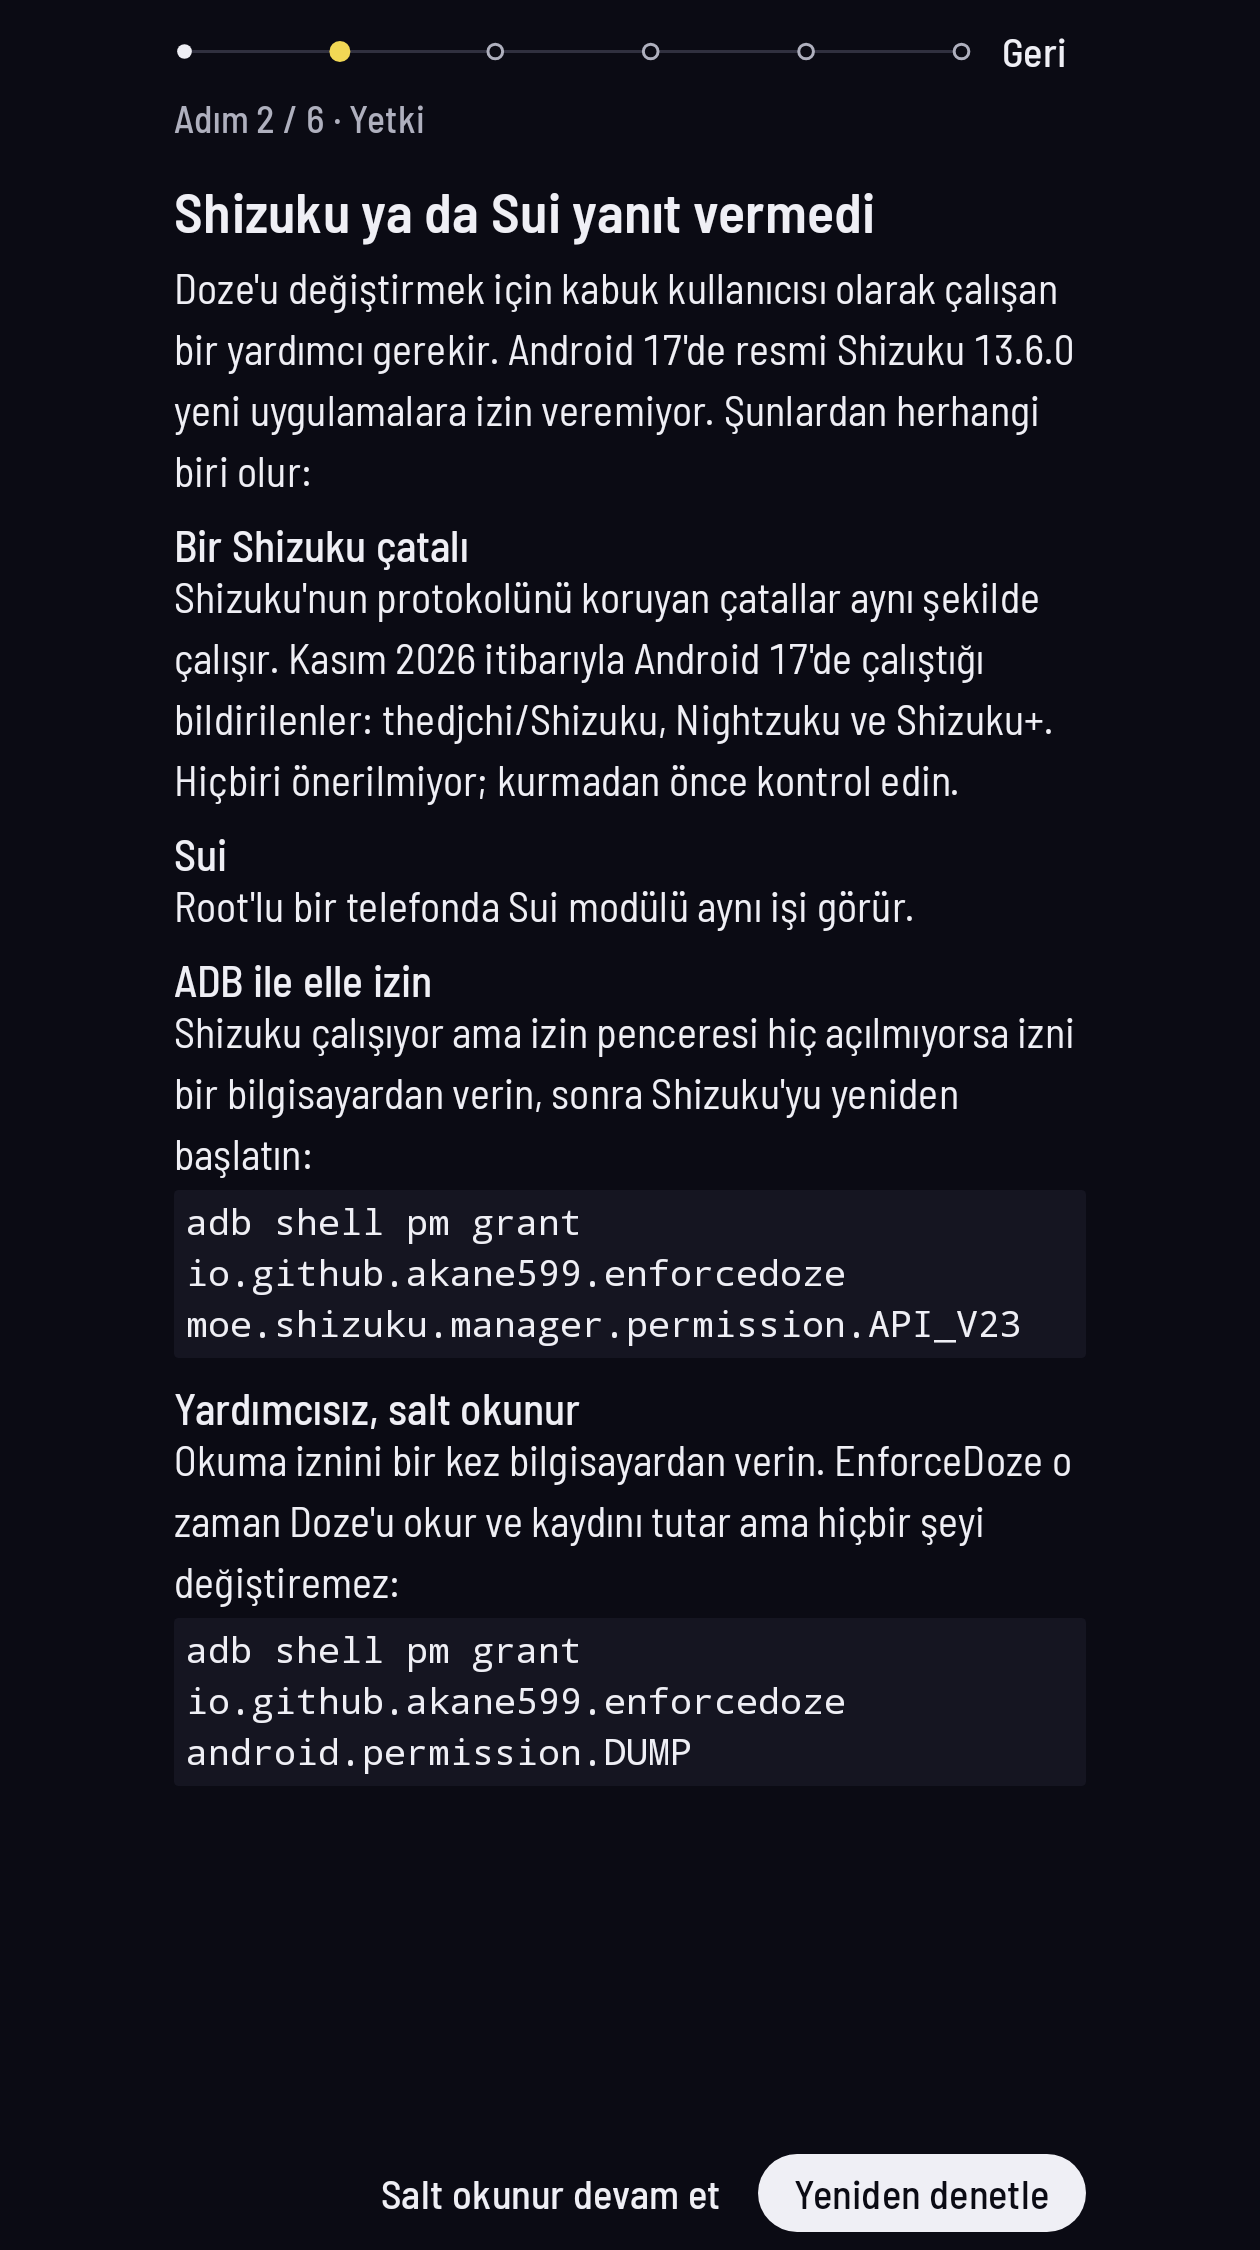 Geri
Adım 2 / 6 · Yetki
Shizuku ya da Sui yanıt vermedi
Doze'u değiştirmek için kabuk kullanıcısı olarak çalışan
bir yardımcı gerekir. Android 17'de resmi Shizuku 13.6.0
yeni uygulamalara izin veremiyor. Şunlardan herhangi
biri olur:
Bir Shizuku çatalı
Shizuku'nun protokolünü koruyan çatallar aynı şekilde
çalışır. Kasım 2026 itibarıyla Android 17'de çalıştığı
bildirilenler: thedjchi/Shizuku, Nightzuku ve Shizuku+.
Hiçbiri önerilmiyor; kurmadan önce kontrol edin.
Sui
Root'lu bir telefonda Sui modülü aynı işi görür.
ADB ile elle izin
Shizuku çalışıyor ama izin penceresi hiç açılmıyorsa izni
bir bilgisayardan verin, sonra Shizuku'yu yeniden
başlatın:
adb shell pm grant
io.github.akane599.enforcedoze
moe.shizuku.manager.permission.API_V23
Yardımcısız, salt okunur
Okuma iznini bir kez bilgisayardan verin. EnforceDoze o
zaman Doze'u okur ve kaydını tutar ama hiçbir şeyi
değiştiremez:
adb shell pm grant
io.github.akane599.enforcedoze
android.permission.DUMP
Salt okunur devam et
Yeniden denetle